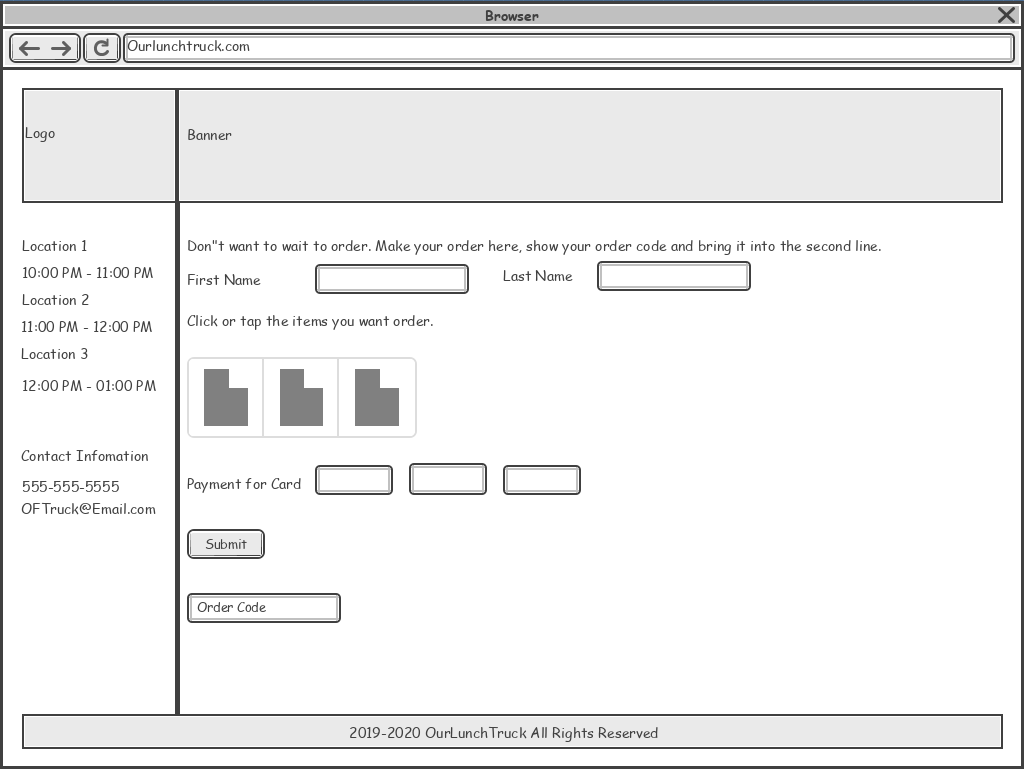 Browser
Ourlunchtruck.com
Logo
Banner
Location 1
10:00 PM - 11:00 PM
Location 2
11:00 PM - 12:00 PM
Location 3
12:00 PM - 01:00 PM
Contact Infomation
555-555-5555
OFTruck@Email.com
Don"t want to wait to order. Make your order here, show your order code and bring it into the second line.
First Name Last Name
Click or tap the items you want order.
Payment for Card
Submit
Order Code
2019-2020 OurLunchTruck All Rights Reserved